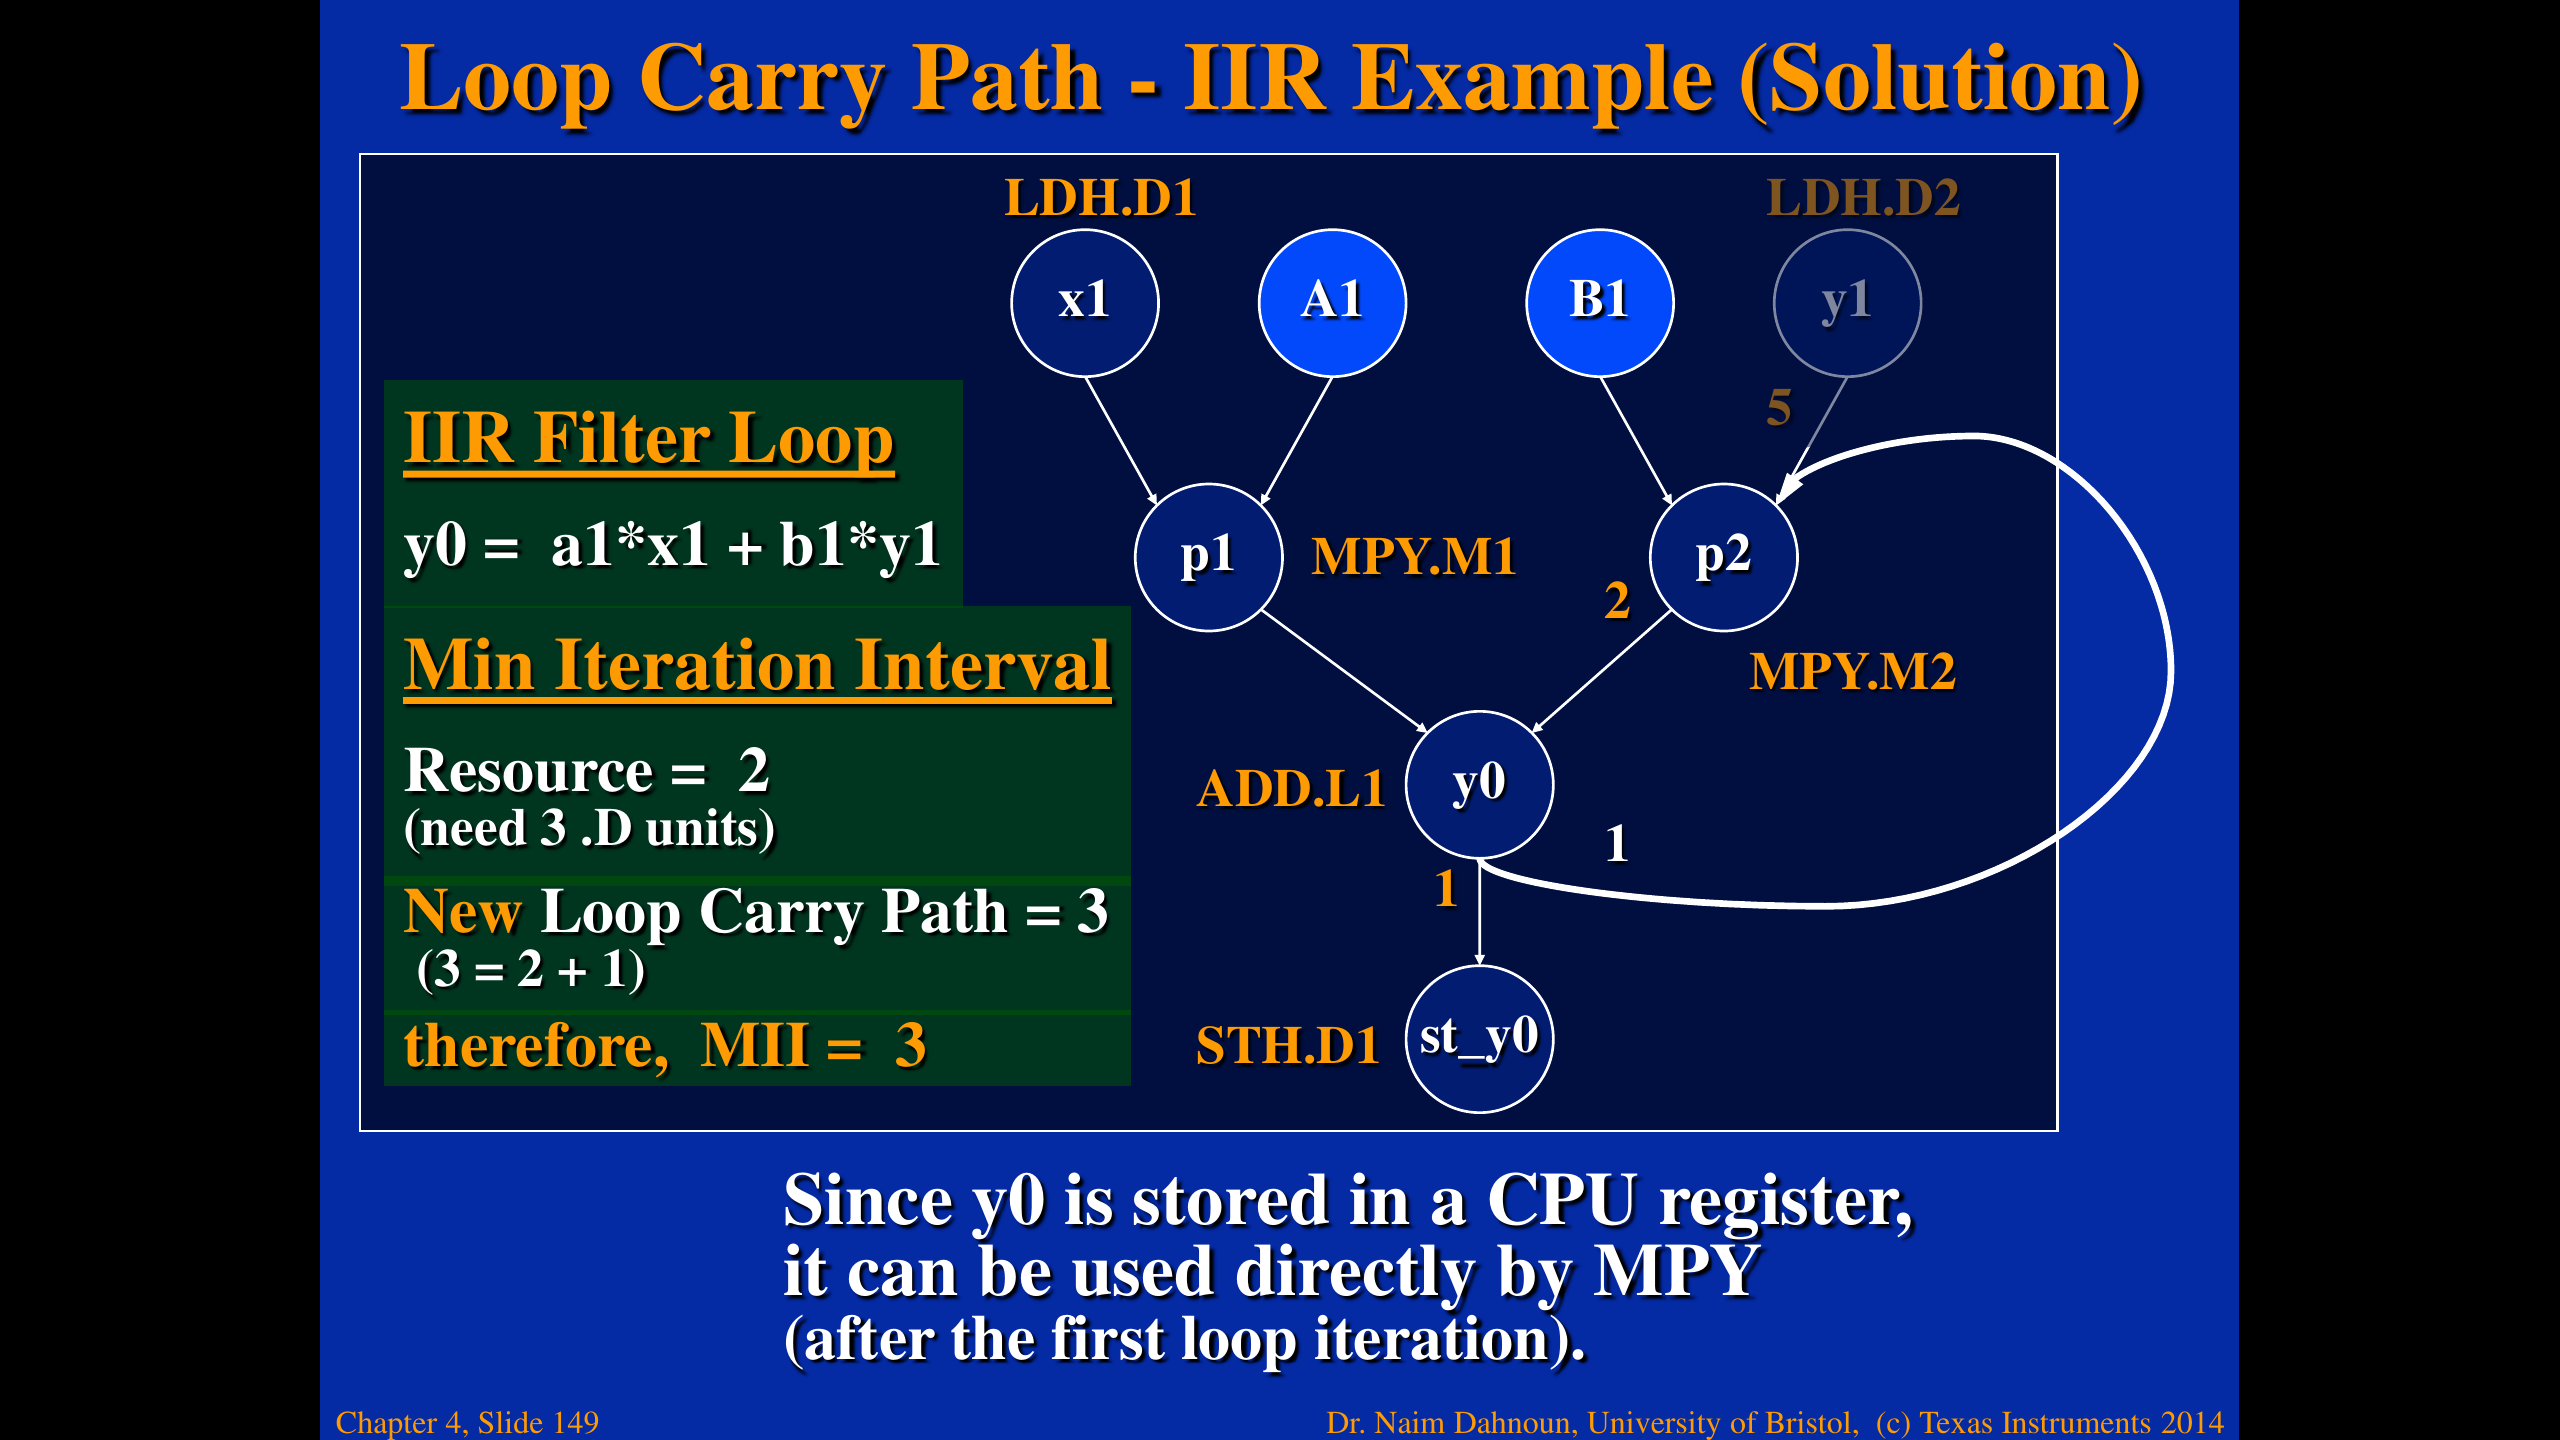 Loop Carry Path - IIR Example (Solution)
LDH.D1
LDH.D2
x1
A1
B1
y1
5
IIR Filter Loop
y0 = a1*x1 + b1*y1
p1
MPY.M1
p2
2
MPY.M2
Min Iteration Interval
Resource = 2
(need 3 .D units)
New Loop Carry Path = 3
(3 = 2 + 1)
therefore, MII = 3
ADD.L1
y0
1
1
STH.D1
st_y0
Since y0 is stored in a CPU register,
it can be used directly by MPY
(after the first loop iteration).
Chapter 4, Slide 149
Dr. Naim Dahnoun, University of Bristol, (c) Texas Instruments 2014